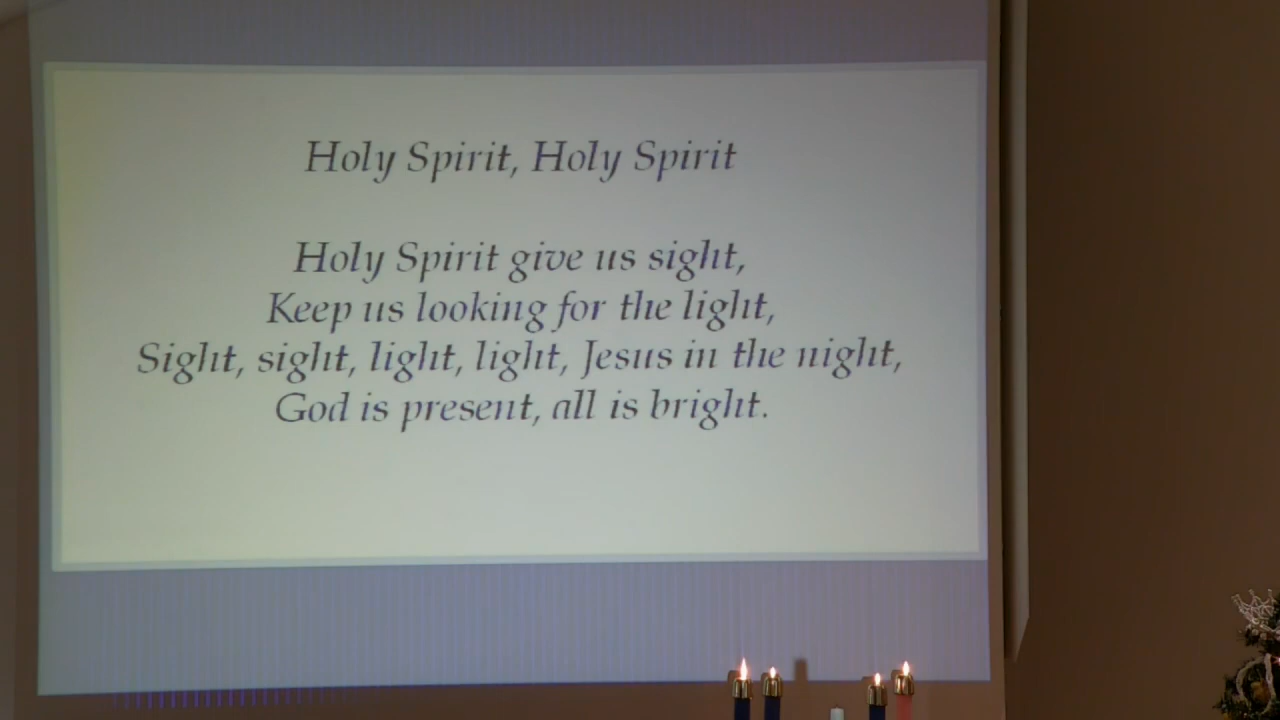 Holy Spirit, Holy Spirit
Holy Spirit give us sight,
Keep us looking for the light,
Sight, sight, light, light, Jesus in the night,
God is present, all is bright.